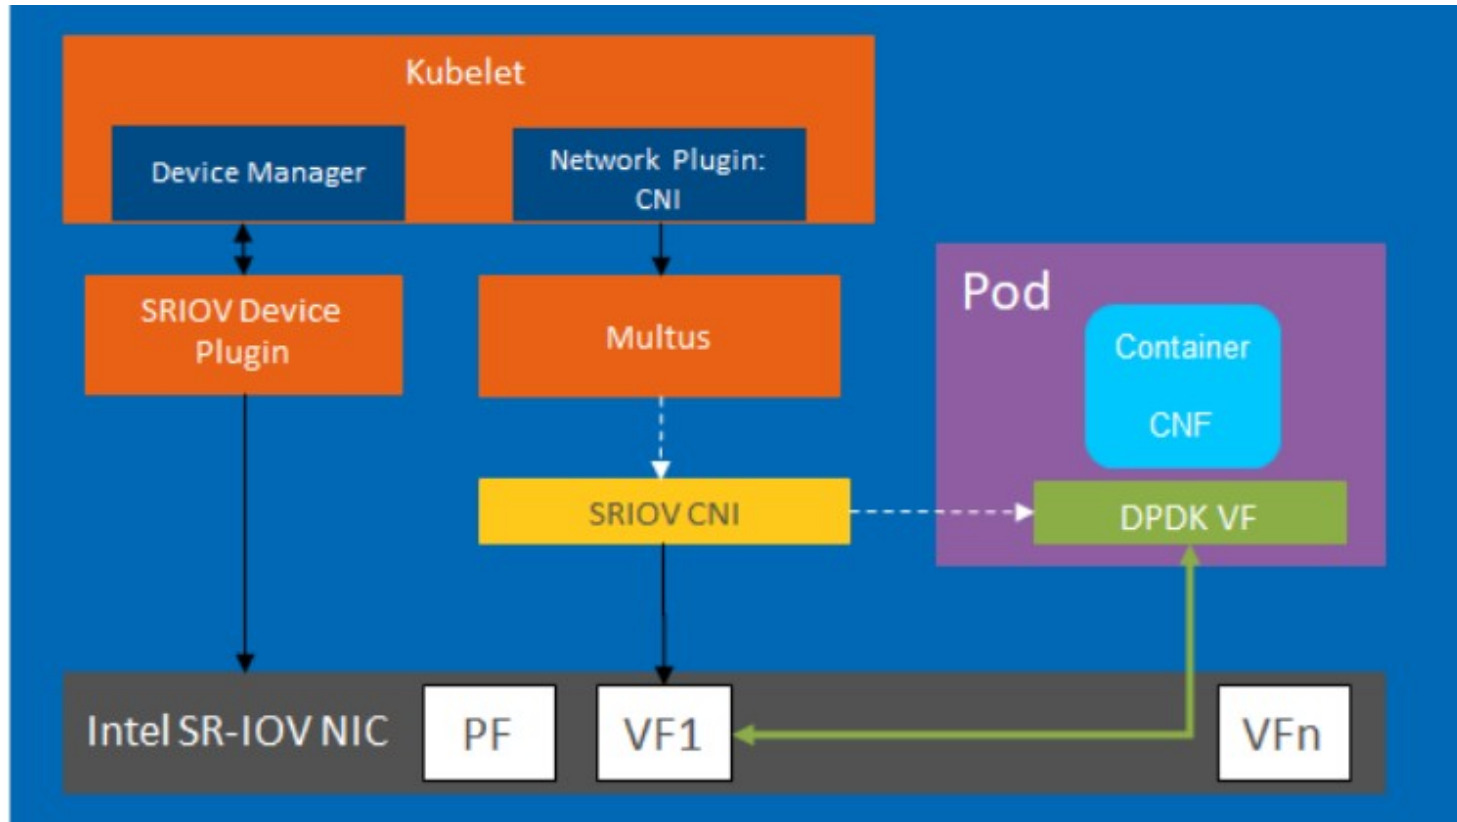 Kubelet
Device Manager
Network Plugin:
CNI
SRIOV Device
Plugin
Multus
Pod
Container
CNF
SRIOV CNI
DPDK VF
Intel SR-IOV NIC
PF
VF1
VFn